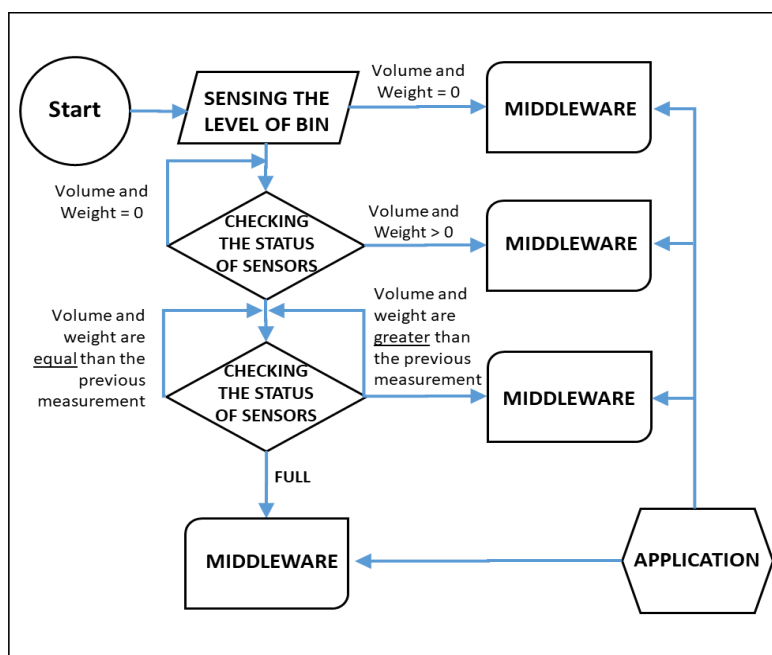 Start
SENSING THE
LEVEL OF BIN
Volume and
Weight = 0
MIDDLEWARE
Volume and
Weight = 0
CHECKING
THE STATUS
OF SENSORS
Volume and
Weight > 0
MIDDLEWARE
Volume and
weight are
equal than the
previous
measurement
Volume and
weight are
greater than
the previous
measurement
CHECKING
THE STATUS
OF SENSORS
MIDDLEWARE
FULL
MIDDLEWARE
APPLICATION